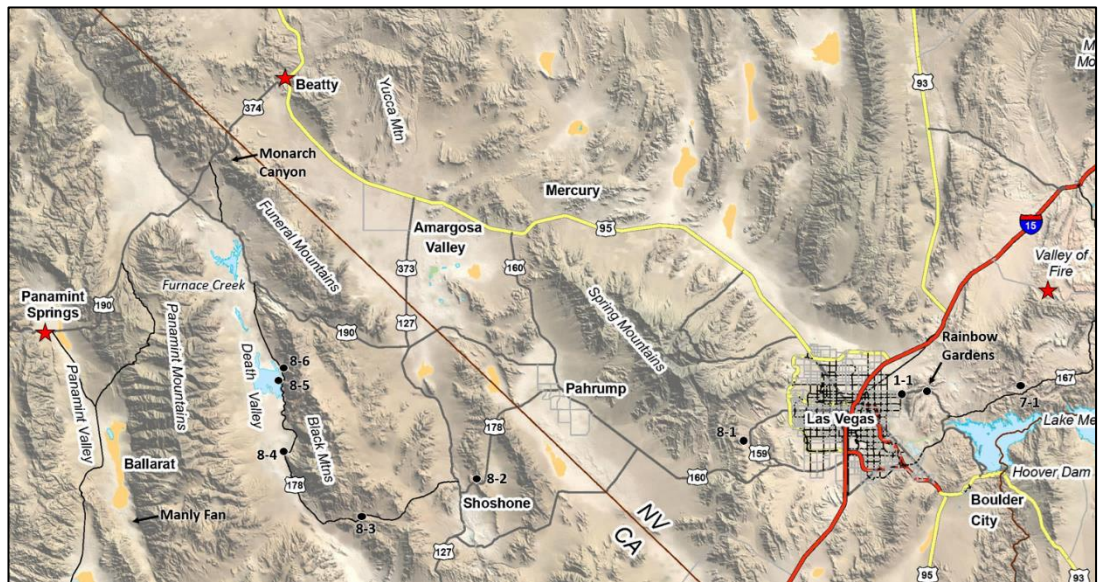 93
M
Mo
Beatty
Yucca Mtn
374
Monarch
Canyon
Mercury
Funeral Mountains
Amargosa
Valley
95
15
160
Valley of
Fire
373
Furnace Creek
Panamint
Springs
190
Panamint Mountains
Spring Mountains
127
190
Rainbow
Gardens
Death Valley
8-6
8-5
Panamint Valley
Black Mtns
Pahrump
1-1
167
7-1
Las Vegas
178
8-1
159
Lake Me
8-4
Ballarat
178
8-2
160
Hoover Dam
Shoshone
Boulder
City
Manly Fan
8-3
NV
CA
127
95
93